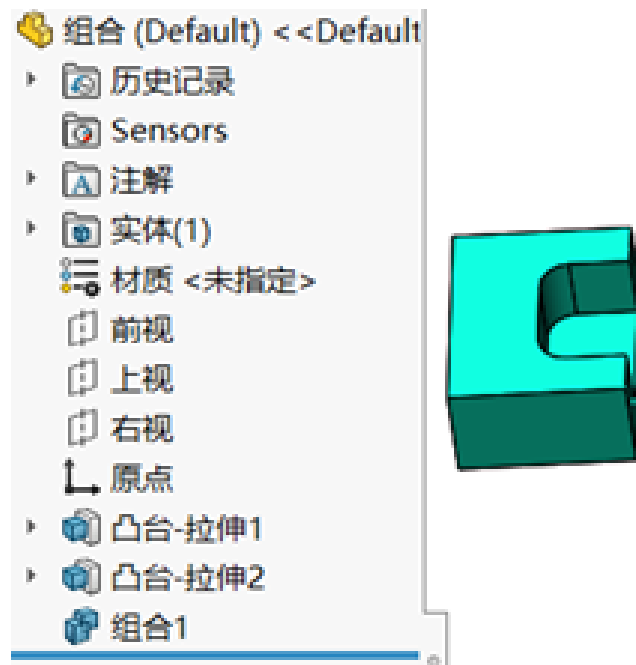 组合 (Default) <<Default
历史记录
Sensors
A 注解
实体(1)
材质 <未指定>
前视
上视
右视
原点
凸台-拉伸1
凸台-拉伸2
组合1